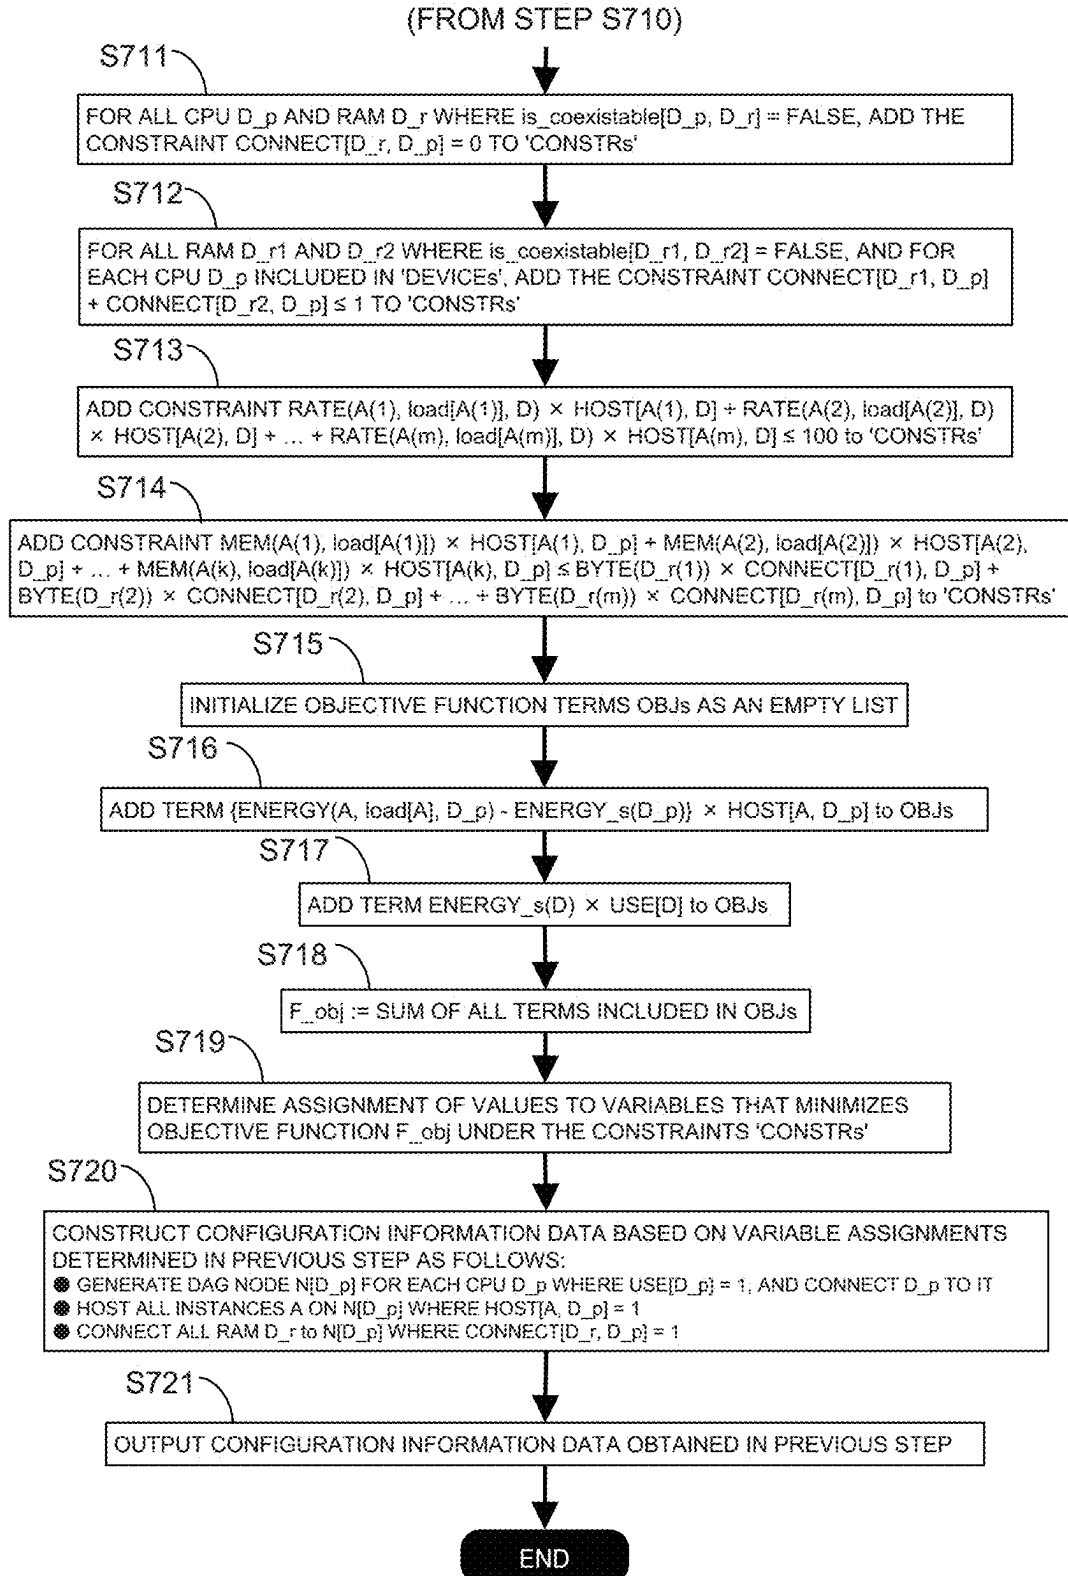 (FROM STEP S710)
S711
FOR ALL CPU D_p AND RAM D_r WHERE is_coexistable[D_p, D_r] = FALSE, ADD THE
CONSTRAINT CONNECT[D_r, D_p] = 0 TO 'CONSTRs'
S712
FOR ALL RAM D_r1 AND D_r2 WHERE is_coexistable[D_r1, D_r2] = FALSE, AND FOR
EACH CPU D_p INCLUDED IN 'DEVICEs', ADD THE CONSTRAINT CONNECT[D_r1, D_p]
+ CONNECT[D_r2, D_p] ≤ 1 TO 'CONSTRs'
S713
ADD CONSTRAINT RATE(A(1), load[A(1)], D) × HOST[A(1), D] + RATE(A(2), load[A(2)], D)
× HOST[A(2), D] + ... + RATE(A(m), load[A(m)], D) × HOST[A(m), D] ≤ 100 to 'CONSTRs'
S714
ADD CONSTRAINT MEM(A(1), load[A(1)]) × HOST[A(1), D_p] + MEM(A(2), load[A(2)]) × HOST[A(2),
D_p] + ... + MEM(A(k), load[A(k)]) × HOST[A(k), D_p] ≤ BYTE(D_r(1)) × CONNECT[D_r(1), D_p] +
BYTE(D_r(2)) × CONNECT[D_r(2), D_p] + ... + BYTE(D_r(m)) × CONNECT[D_r(m), D_p] to 'CONSTRs'
S715
INITIALIZE OBJECTIVE FUNCTION TERMS OBJs AS AN EMPTY LIST
S716
ADD TERM {ENERGY(A, load[A], D_p) - ENERGY_s(D_p)} × HOST[A, D_p] to OBJs
S717
ADD TERM ENERGY_s(D) × USE[D] to OBJs
S718
F_obj := SUM OF ALL TERMS INCLUDED IN OBJs
S719
DETERMINE ASSIGNMENT OF VALUES TO VARIABLES THAT MINIMIZES
OBJECTIVE FUNCTION F_obj UNDER THE CONSTRAINTS 'CONSTRs'
S720
CONSTRUCT CONFIGURATION INFORMATION DATA BASED ON VARIABLE ASSIGNMENTS
DETERMINED IN PREVIOUS STEP AS FOLLOWS:
● GENERATE DAG NODE N[D_p] FOR EACH CPU D_p WHERE USE[D_p] = 1, AND CONNECT D_p TO IT
● HOST ALL INSTANCES A ON N[D_p] WHERE HOST[A, D_p] = 1
● CONNECT ALL RAM D_r to N[D_p] WHERE CONNECT[D_r, D_p] = 1
S721
OUTPUT CONFIGURATION INFORMATION DATA OBTAINED IN PREVIOUS STEP
END